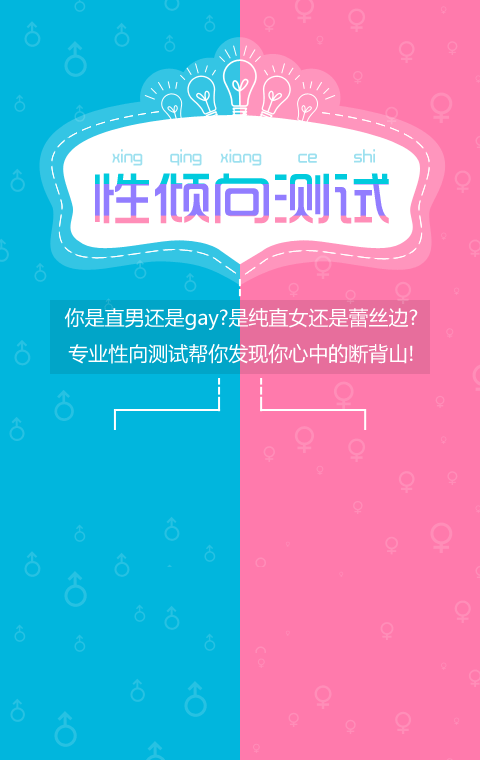 xing qing xiang ce shi
性倾向测试
你是直男还是gay?是纯直女还是蕾丝边?
专业性向测试帮你发现你心中的断背山!